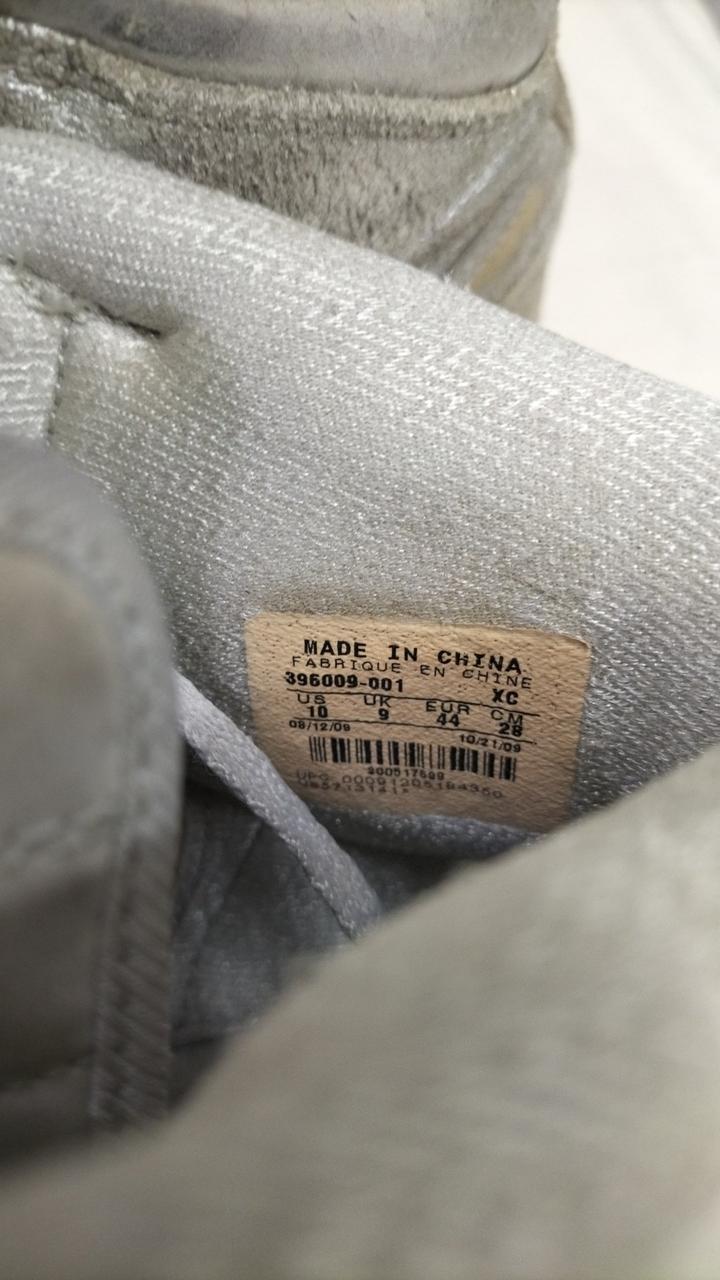 MADE IN CHINA
FABRIQUE EN CHINE
396009-001 XC
US UK EUR CM
10 9 44 28
08/12/09 10/21/09
UPC